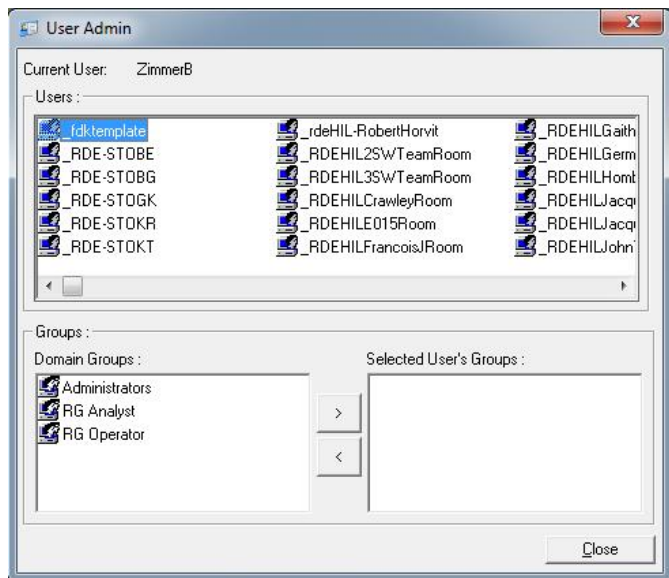 User Admin
Current User: ZimmerB
Users :
_fdktemplate _rdeHIL-RobertHorvit _RDEHILGaith
_RDE-STOBE _RDEHIL2SWTeamRoom _RDEHILGerm
_RDE-STOBG _RDEHIL3SWTeamRoom _RDEHILHomb
_RDE-STOGK _RDEHILCrawleyRoom _RDEHILJacqu
_RDE-STOKR _RDEHILE015Room _RDEHILJacqu
_RDE-STOKT _RDEHILFrancoisJRoom _RDEHILJohn
Groups :
Domain Groups : Selected User's Groups :
Administrators
RG Analyst
RG Operator
>
<
Close